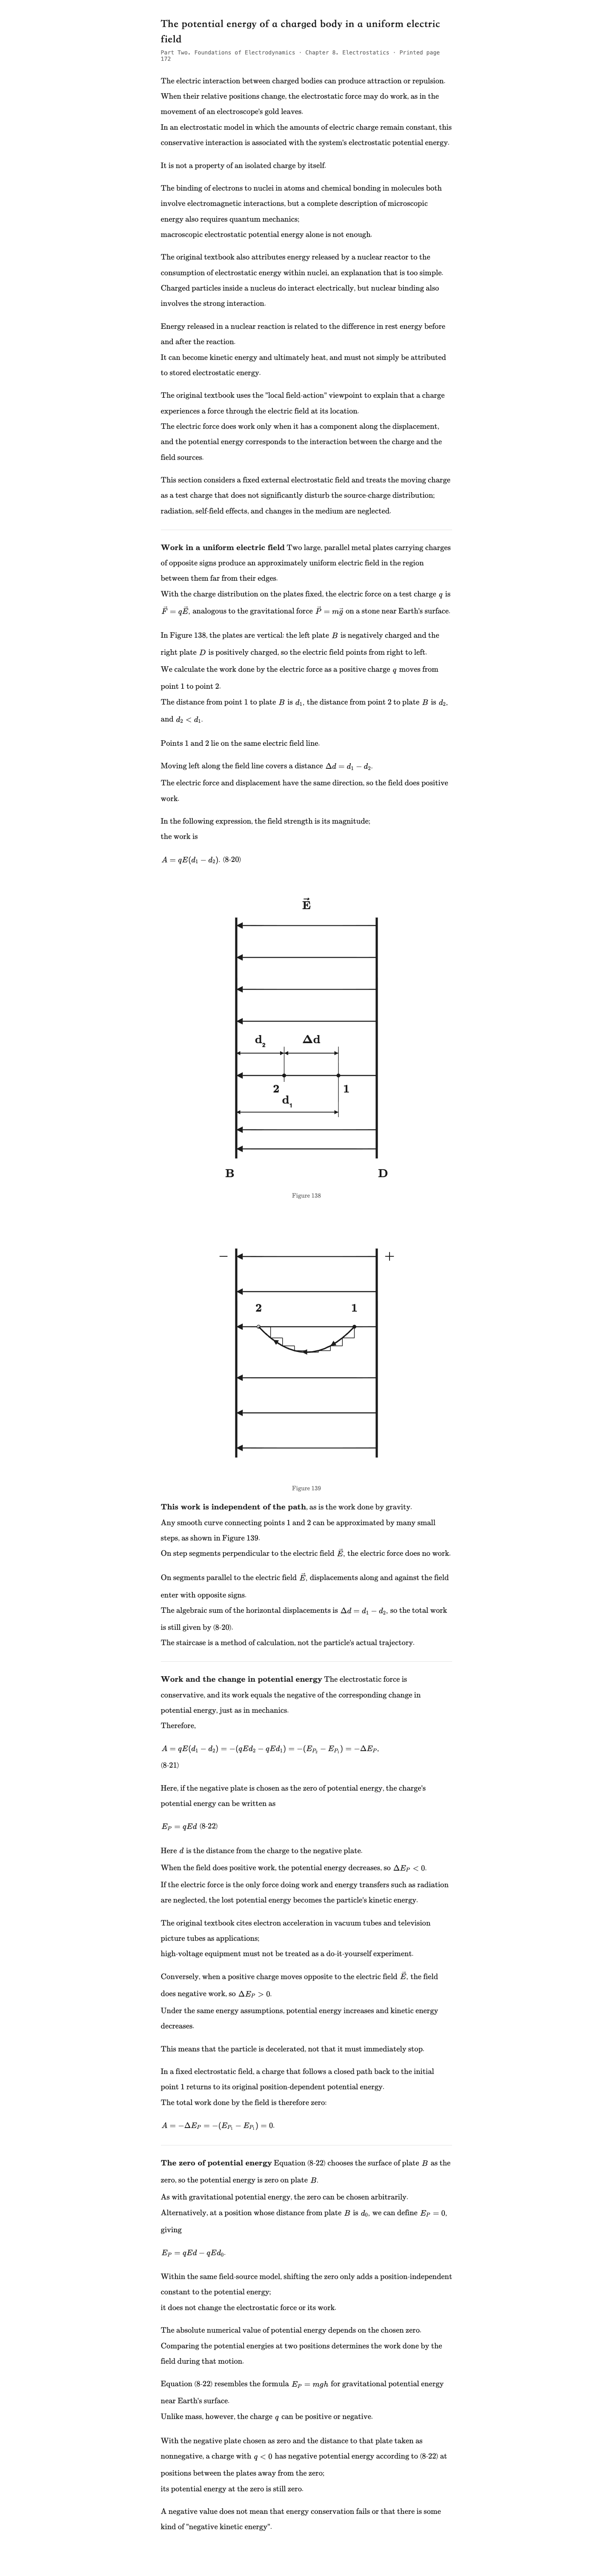 The potential energy of a charged body in a uniform electric
field
Part Two. Foundations of Electrodynamics · Chapter 8. Electrostatics · Printed page
172
The electric interaction between charged bodies can produce attraction or repulsion.
When their relative positions change, the electrostatic force may do work, as in the
movement of an electroscope's gold leaves.
In an electrostatic model in which the amounts of electric charge remain constant, this
conservative interaction is associated with the system's electrostatic potential energy.
It is not a property of an isolated charge by itself.
The binding of electrons to nuclei in atoms and chemical bonding in molecules both
involve electromagnetic interactions, but a complete description of microscopic
energy also requires quantum mechanics;
macroscopic electrostatic potential energy alone is not enough.
The original textbook also attributes energy released by a nuclear reactor to the
consumption of electrostatic energy within nuclei, an explanation that is too simple.
Charged particles inside a nucleus do interact electrically, but nuclear binding also
involves the strong interaction.
Energy released in a nuclear reaction is related to the difference in rest energy before
and after the reaction.
It can become kinetic energy and ultimately heat, and must not simply be attributed
to stored electrostatic energy.
The original textbook uses the "local field-action" viewpoint to explain that a charge
experiences a force through the electric field at its location.
The electric force does work only when it has a component along the displacement,
and the potential energy corresponds to the interaction between the charge and the
field sources.
This section considers a fixed external electrostatic field and treats the moving charge
as a test charge that does not significantly disturb the source-charge distribution;
radiation, self-field effects, and changes in the medium are neglected.
Work in a uniform electric field Two large, parallel metal plates carrying charges
of opposite signs produce an approximately uniform electric field in the region
between them far from their edges.
With the charge distribution on the plates fixed, the electric force on a test charge q is
F⃗ = qE⃗, analogous to the gravitational force P⃗ = mg⃗ on a stone near Earth's surface.
In Figure 138, the plates are vertical: the left plate B is negatively charged and the
right plate D is positively charged, so the electric field points from right to left.
We calculate the work done by the electric force as a positive charge q moves from
point 1 to point 2.
The distance from point 1 to plate B is d₁, the distance from point 2 to plate B is d₂,
and d₂ < d₁.
Points 1 and 2 lie on the same electric field line.
Moving left along the field line covers a distance Δd = d₁ − d₂.
The electric force and displacement have the same direction, so the field does positive
work.
In the following expression, the field strength is its magnitude;
the work is
A = qE(d₁ − d₂). (8-20)
E⃗
d₂ Δd
2 1
d₁
B D
Figure 138
− +
2 1
Figure 139
This work is independent of the path, as is the work done by gravity.
Any smooth curve connecting points 1 and 2 can be approximated by many small
steps, as shown in Figure 139.
On step segments perpendicular to the electric field E⃗, the electric force does no work.
On segments parallel to the electric field E⃗, displacements along and against the field
enter with opposite signs.
The algebraic sum of the horizontal displacements is Δd = d₁ − d₂, so the total work
is still given by (8-20).
The staircase is a method of calculation, not the particle's actual trajectory.
Work and the change in potential energy The electrostatic force is
conservative, and its work equals the negative of the corresponding change in
potential energy, just as in mechanics.
Therefore,
A = qE(d₁ − d₂) = −(qEd₂ − qEd₁) = −(E_P₂ − E_P₁) = −ΔE_P,
(8-21)
Here, if the negative plate is chosen as the zero of potential energy, the charge's
potential energy can be written as
E_P = qEd (8-22)
Here d is the distance from the charge to the negative plate.
When the field does positive work, the potential energy decreases, so ΔE_P < 0.
If the electric force is the only force doing work and energy transfers such as radiation
are neglected, the lost potential energy becomes the particle's kinetic energy.
The original textbook cites electron acceleration in vacuum tubes and television
picture tubes as applications;
high-voltage equipment must not be treated as a do-it-yourself experiment.
Conversely, when a positive charge moves opposite to the electric field E⃗, the field
does negative work, so ΔE_P > 0.
Under the same energy assumptions, potential energy increases and kinetic energy
decreases.
This means that the particle is decelerated, not that it must immediately stop.
In a fixed electrostatic field, a charge that follows a closed path back to the initial
point 1 returns to its original position-dependent potential energy.
The total work done by the field is therefore zero:
A = −ΔE_P = −(E_P₁ − E_P₁) = 0.
The zero of potential energy Equation (8-22) chooses the surface of plate B as the
zero, so the potential energy is zero on plate B.
As with gravitational potential energy, the zero can be chosen arbitrarily.
Alternatively, at a position whose distance from plate B is d₀, we can define E_P = 0,
giving
E_P = qEd − qEd₀.
Within the same field-source model, shifting the zero only adds a position-independent
constant to the potential energy;
it does not change the electrostatic force or its work.
The absolute numerical value of potential energy depends on the chosen zero.
Comparing the potential energies at two positions determines the work done by the
field during that motion.
Equation (8-22) resembles the formula E_P = mgh for gravitational potential energy
near Earth's surface.
Unlike mass, however, the charge q can be positive or negative.
With the negative plate chosen as zero and the distance to that plate taken as
nonnegative, a charge with q < 0 has negative potential energy according to (8-22) at
positions between the plates away from the zero;
its potential energy at the zero is still zero.
A negative value does not mean that energy conservation fails or that there is some
kind of "negative kinetic energy".